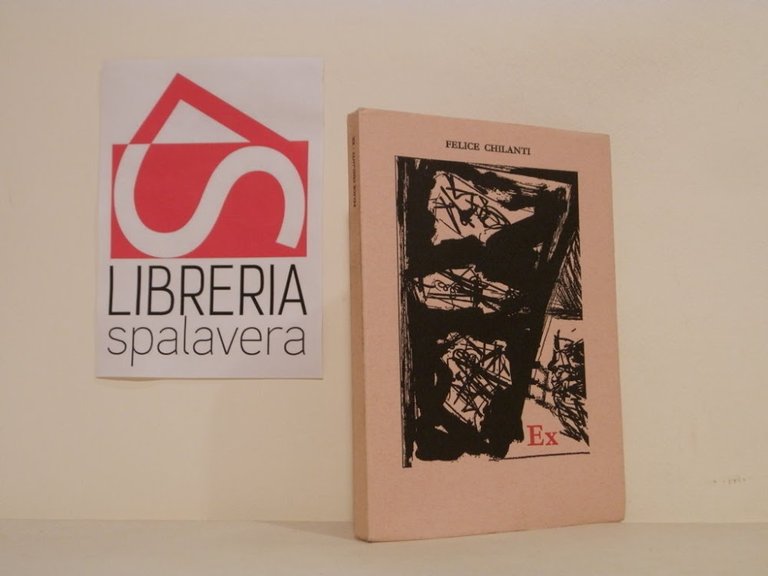 LIBRERIA
spalavera
FELICE CHILANTI
Ex